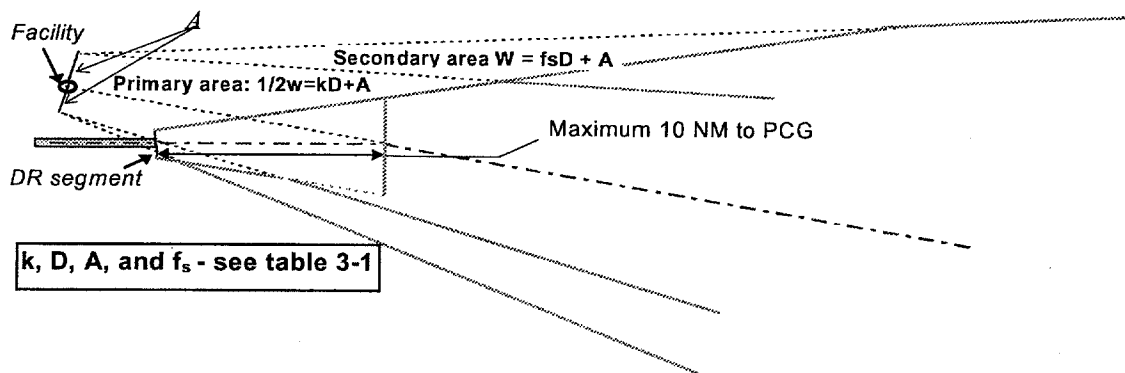 A
Facility
Secondary area W = fsD + A
Primary area: 1/2w=kD+A
Maximum 10 NM to PCG
DR segment
k, D, A, and fs - see table 3-1